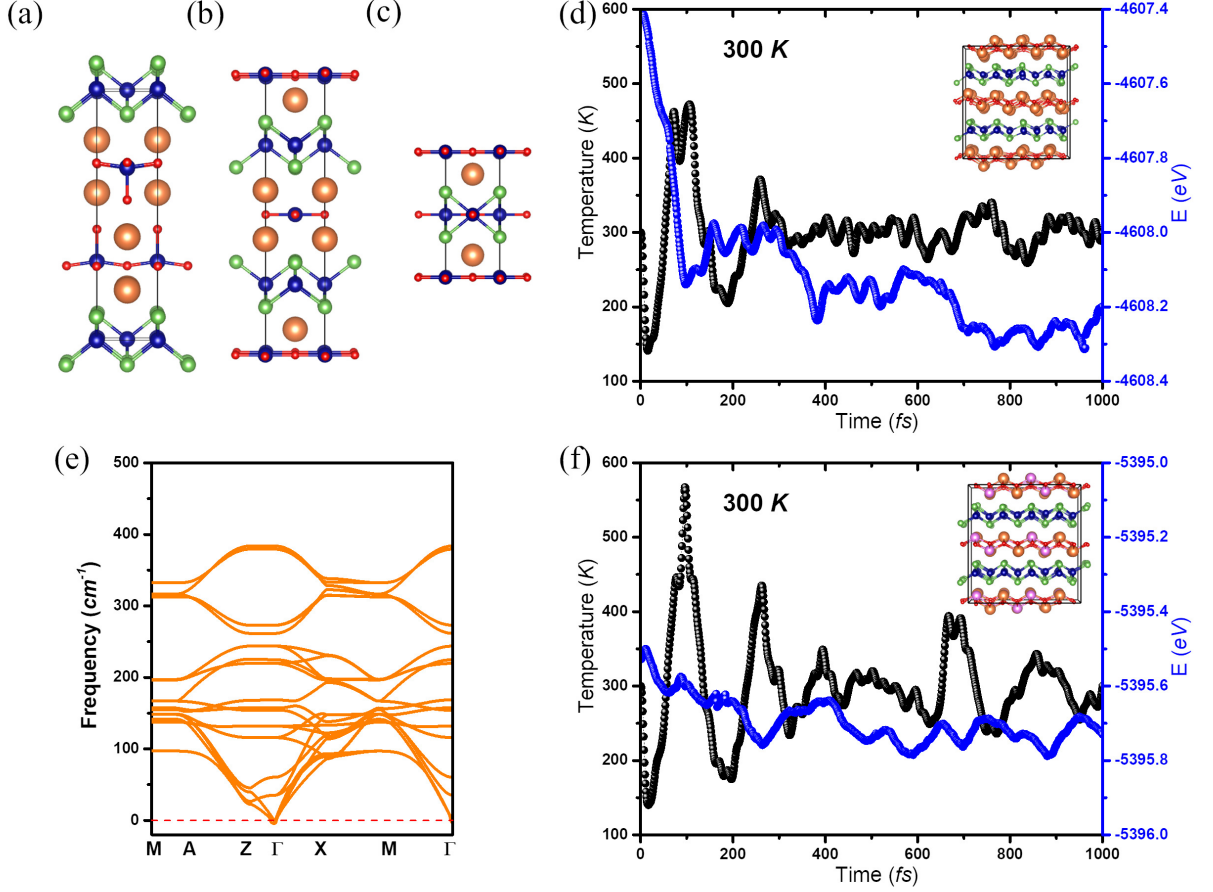 (a)
(b)
(c)
(d)
600
500
400
300
200
100
Temperature (K)
300 K
-4607.4
-4607.6
-4607.8
-4608.0
-4608.2
-4608.4
E (eV)
0 200 400 600 800 1000
Time (fs)
(e)
500
400
300
200
100
0
Frequency (cm⁻¹)
M A Z Γ X M Γ
(f)
600
500
400
300
200
100
Temperature (K)
300 K
-5395.0
-5395.2
-5395.4
-5395.6
-5395.8
-5396.0
E (eV)
0 200 400 600 800 1000
Time (fs)